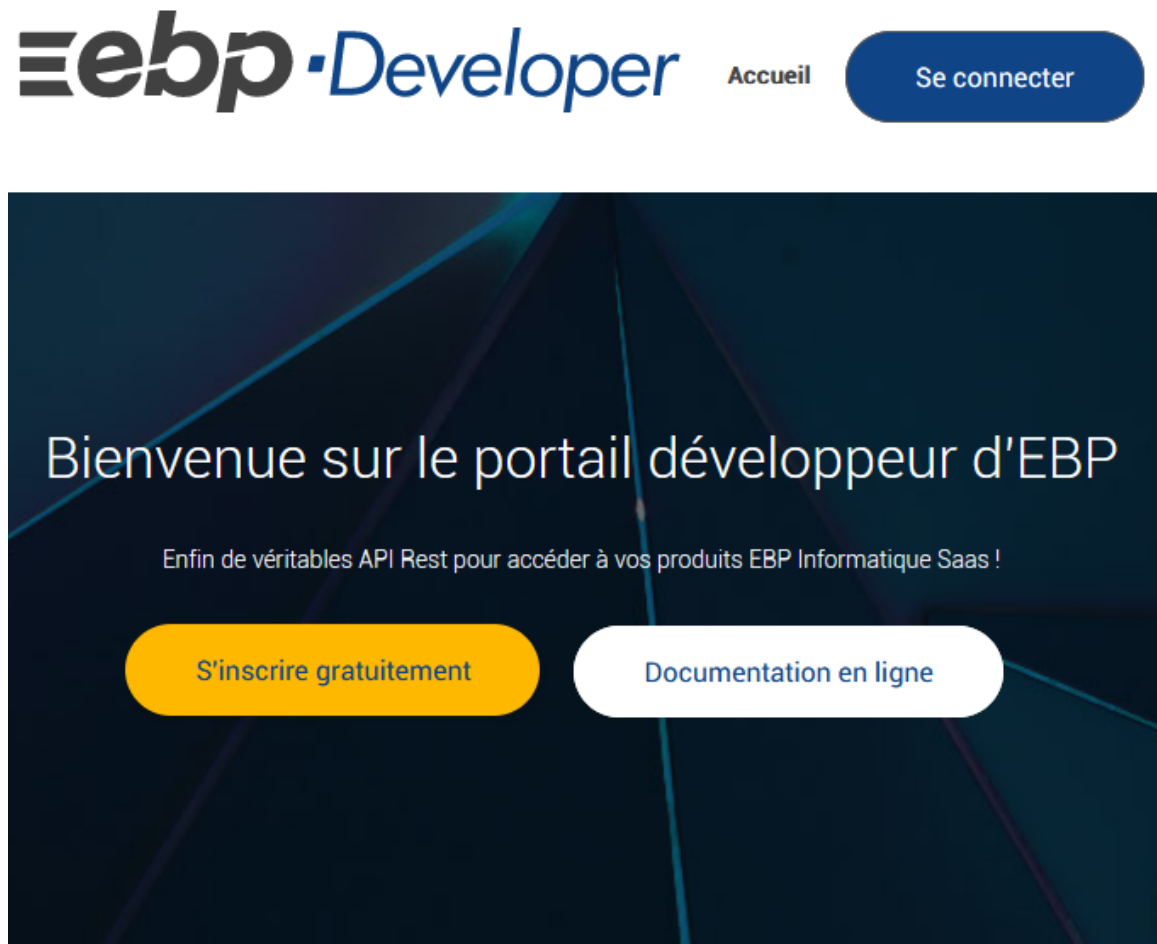 ebp · Developer
Accueil
Se connecter
Bienvenue sur le portail développeur d'EBP
Enfin de véritables API Rest pour accéder à vos produits EBP Informatique Saas !
S'inscrire gratuitement
Documentation en ligne